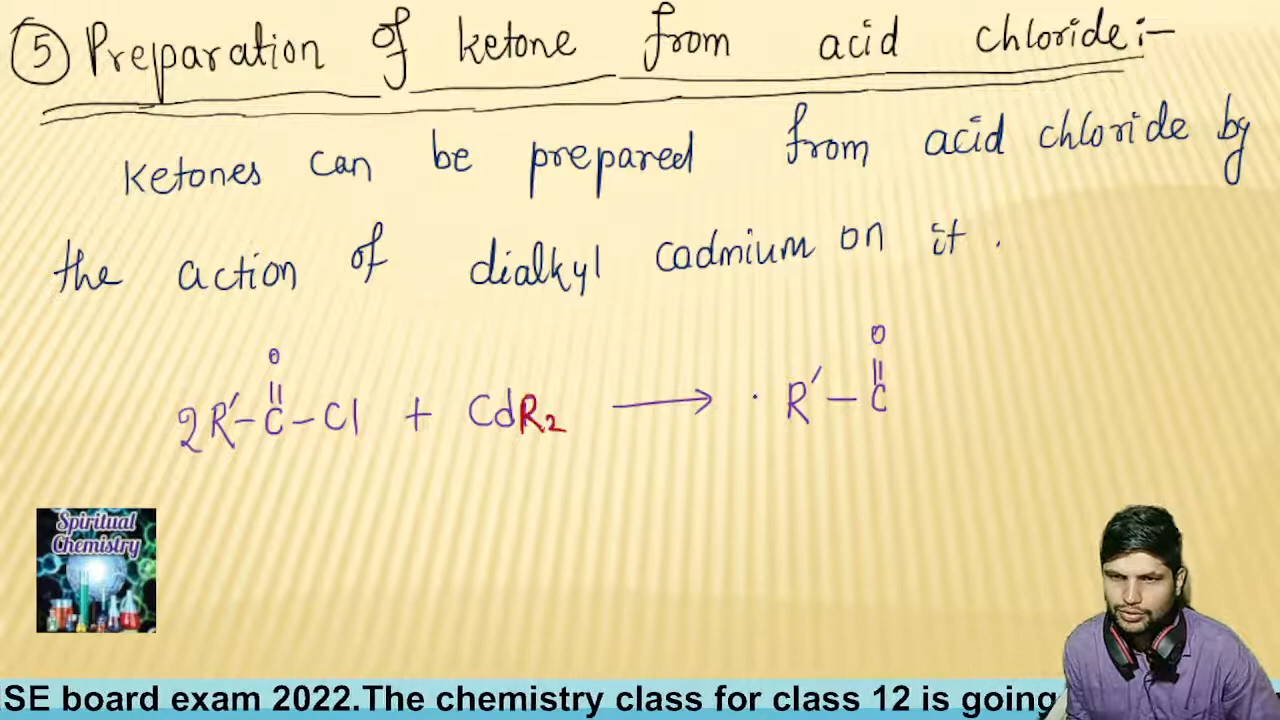 ⑤ Preparation of ketone from acid chloride:-
ketones can be prepared from acid chloride by
the action of dialkyl cadmium on it.
O O
|| ||
2R′-C-Cl + CdR₂ ⟶ R′-C
Spiritual
Chemistry
SE board exam 2022.The chemistry class for class 12 is going